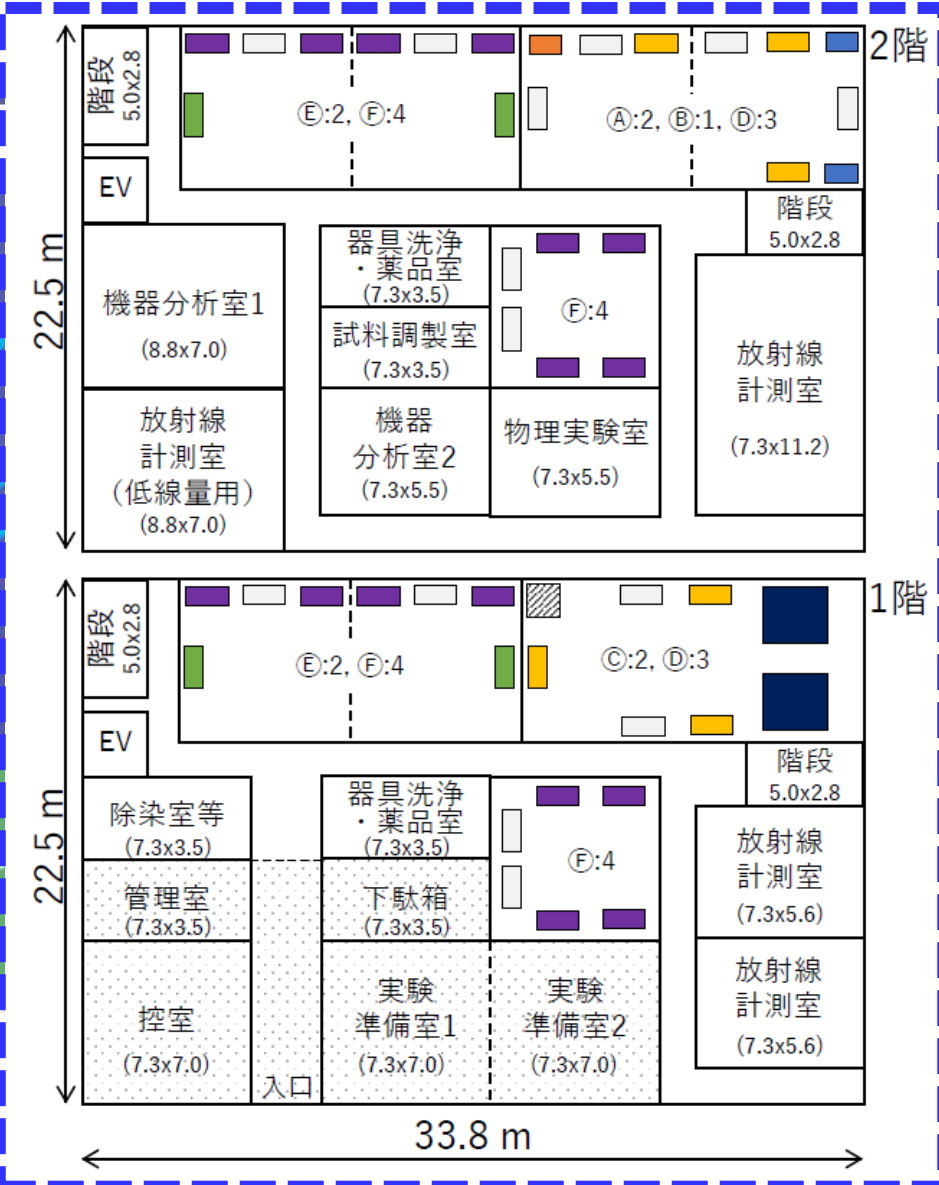 2階
階段
5.0x2.8
Ⓔ:2, Ⓕ:4
Ⓐ:2, Ⓑ:1, Ⓓ:3
EV
階段
5.0x2.8
22.5 m
機器分析室1
(8.8x7.0)
器具洗浄
・薬品室
(7.3x3.5)
試料調製室
(7.3x3.5)
Ⓕ:4
放射線
計測室
(7.3x11.2)
放射線
計測室
（低線量用）
(8.8x7.0)
機器
分析室2
(7.3x5.5)
物理実験室
(7.3x5.5)
1階
階段
5.0x2.8
Ⓔ:2, Ⓕ:4
Ⓒ:2, Ⓓ:3
EV
階段
5.0x2.8
22.5 m
除染室等
(7.3x3.5)
器具洗浄
・薬品室
(7.3x3.5)
Ⓕ:4
放射線
計測室
(7.3x5.6)
管理室
(7.3x3.5)
下駄箱
(7.3x3.5)
控室
(7.3x7.0)
実験
準備室1
(7.3x7.0)
実験
準備室2
(7.3x7.0)
放射線
計測室
(7.3x5.6)
入口
33.8 m